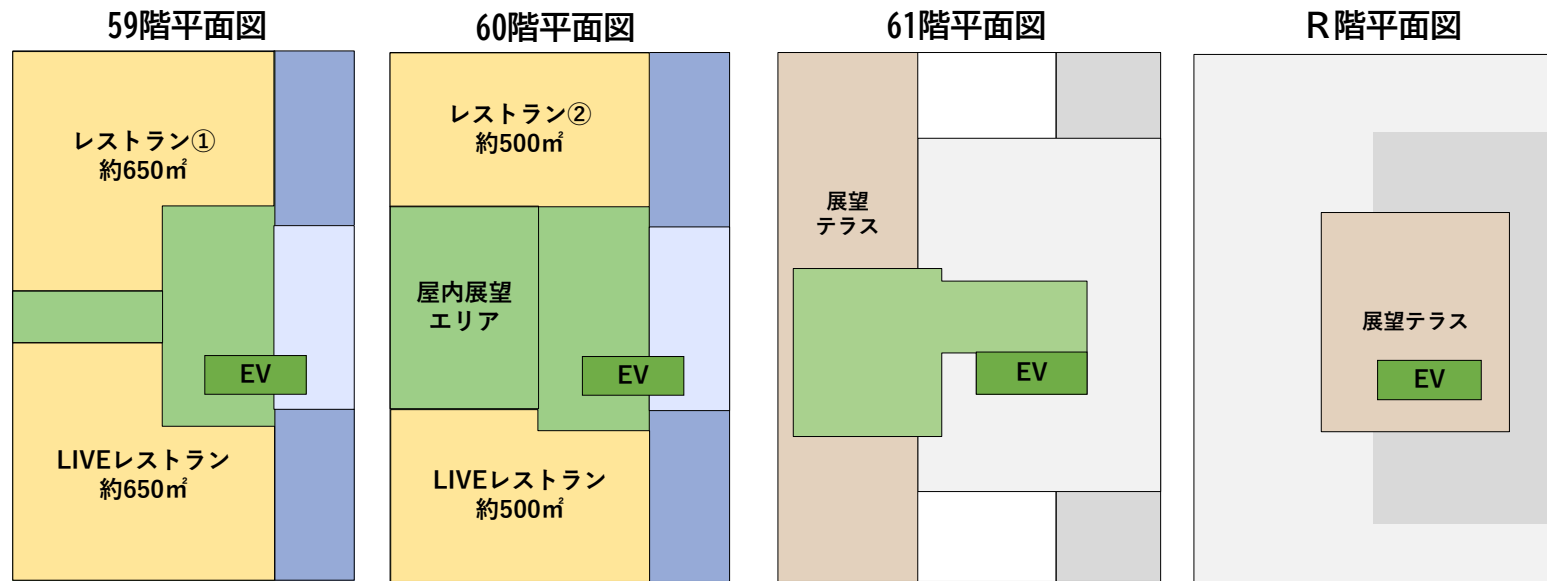 59階平面図
レストラン①
約650㎡
EV
LIVEレストラン
約650㎡
60階平面図
レストラン②
約500㎡
屋内展望
エリア
EV
LIVEレストラン
約500㎡
61階平面図
展望
テラス
EV
Ｒ階平面図
展望テラス
EV